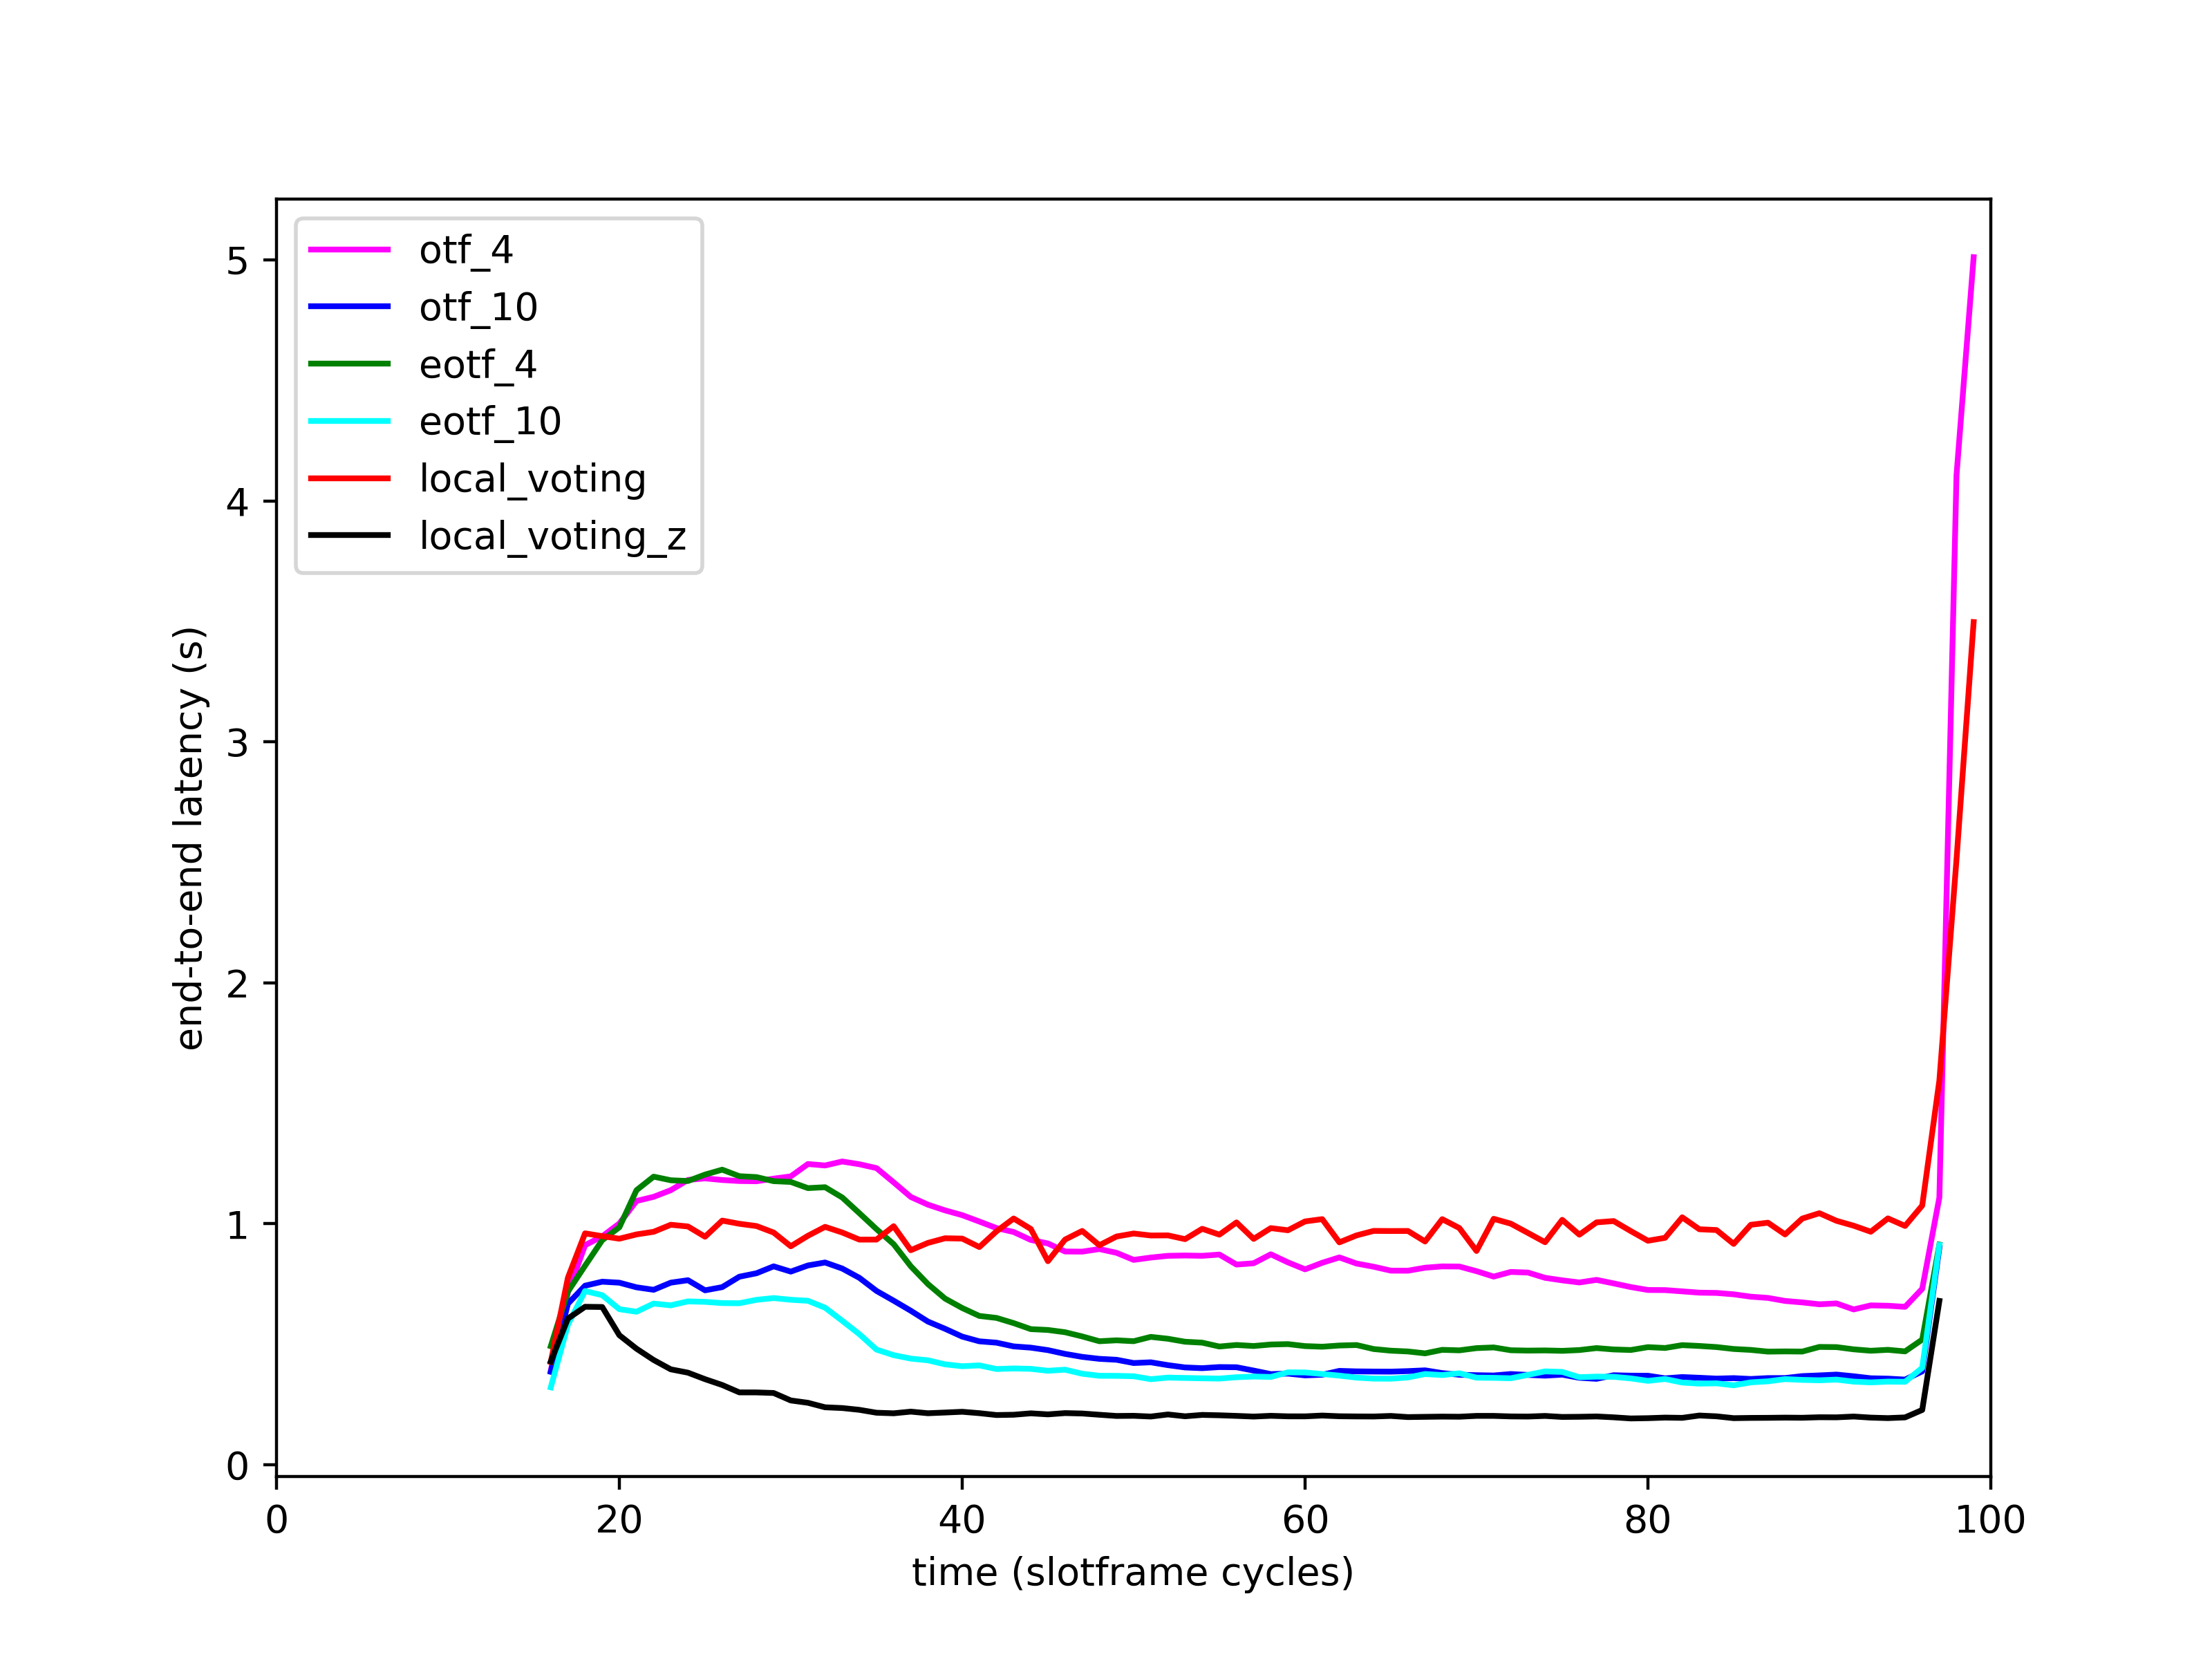 otf_4
otf_10
eotf_4
eotf_10
local_voting
local_voting_z
end-to-end latency (s)
5
4
3
2
1
0
0 20 40 60 80 100
time (slotframe cycles)